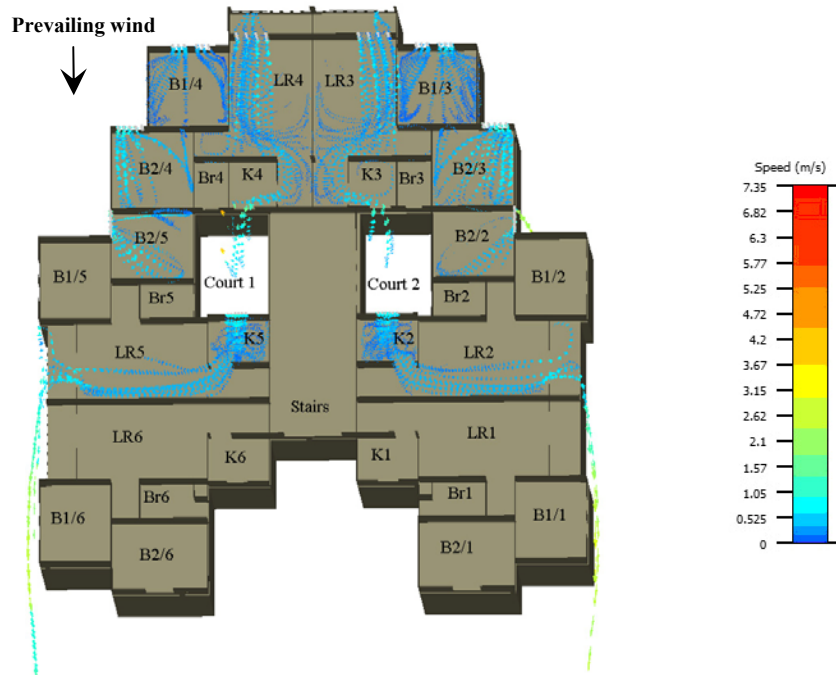 Prevailing wind
LR4 LR3
B1/4 B1/3
B2/4 Br4 K4 K3 Br3 B2/3
B2/5 B2/2
B1/5 Court 1 Court 2 B1/2
Br5 Br2
K5 K2
LR5 LR2
Stairs
LR6 LR1
K6 K1
Br6 Br1
B1/6 B1/1
B2/6 B2/1
Speed (m/s)
7.35
6.82
6.3
5.77
5.25
4.72
4.2
3.67
3.15
2.62
2.1
1.57
1.05
0.525
0